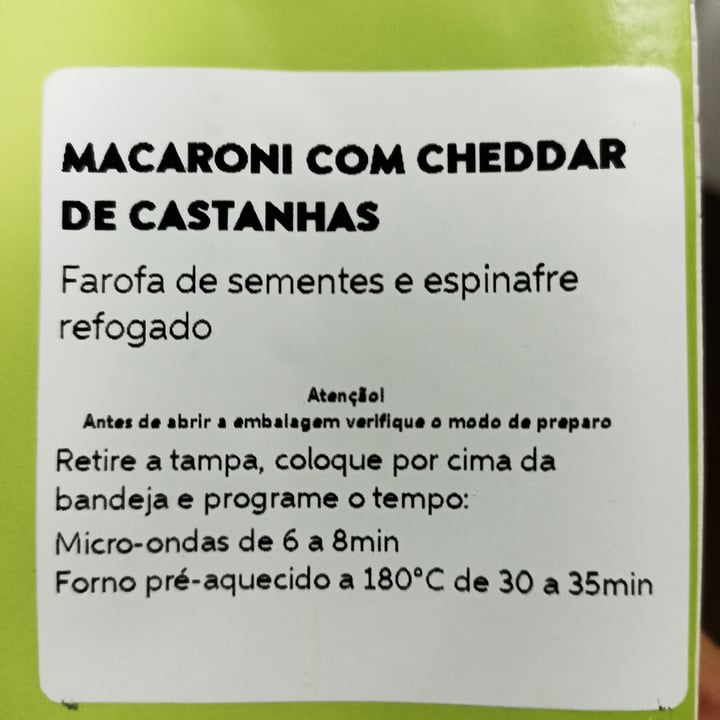 MACARONI COM CHEDDAR
DE CASTANHAS
Farofa de sementes e espinafre
refogado
Atenção!
Antes de abrir a embalagem verifique o modo de preparo
Retire a tampa, coloque por cima da
bandeja e programe o tempo:
Micro-ondas de 6 a 8min
Forno pré-aquecido a 180°C de 30 a 35min